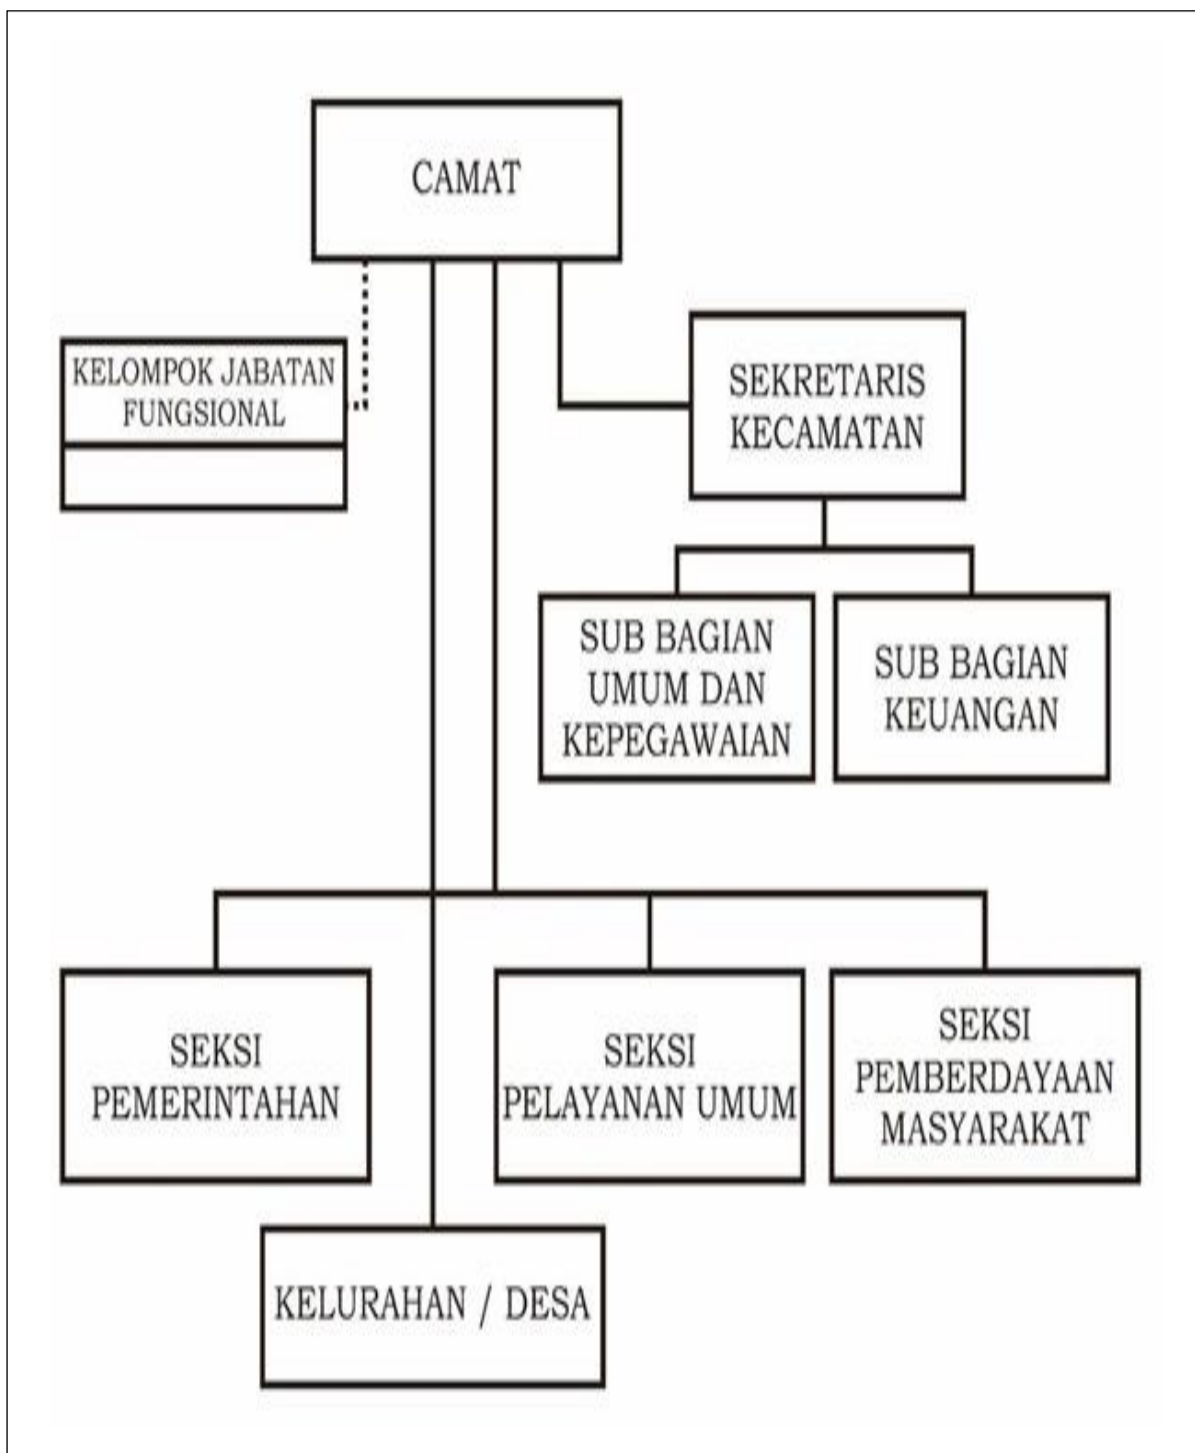 CAMAT
KELOMPOK JABATAN
FUNGSIONAL
SEKRETARIS
KECAMATAN
SUB BAGIAN
UMUM DAN
KEPEGAWAIAN
SUB BAGIAN
KEUANGAN
SEKSI
PEMERINTAHAN
SEKSI
PELAYANAN UMUM
SEKSI
PEMBERDAYAAN
MASYARAKAT
KELURAHAN / DESA